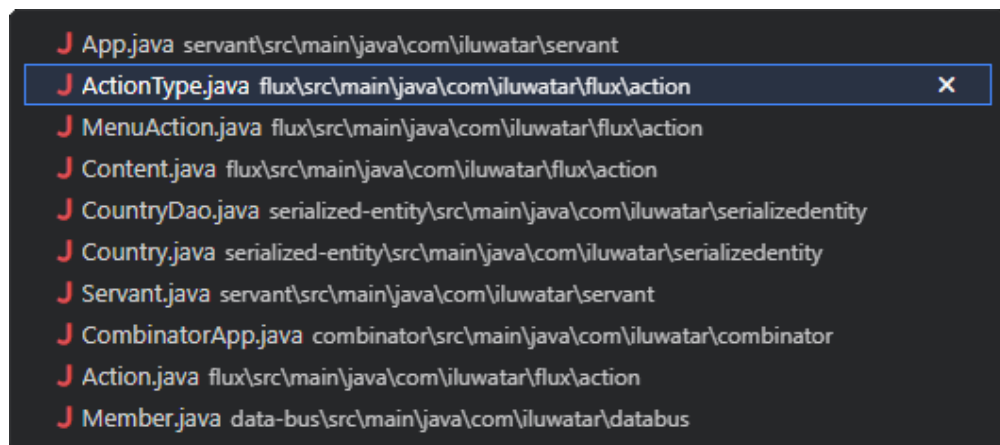 App.java servant\src\main\java\com\iluwatar\servant
ActionType.java flux\src\main\java\com\iluwatar\flux\action
MenuAction.java flux\src\main\java\com\iluwatar\flux\action
Content.java flux\src\main\java\com\iluwatar\flux\action
CountryDao.java serialized-entity\src\main\java\com\iluwatar\serializedentity
Country.java serialized-entity\src\main\java\com\iluwatar\serializedentity
Servant.java servant\src\main\java\com\iluwatar\servant
CombinatorApp.java combinator\src\main\java\com\iluwatar\combinator
Action.java flux\src\main\java\com\iluwatar\flux\action
Member.java data-bus\src\main\java\com\iluwatar\databus